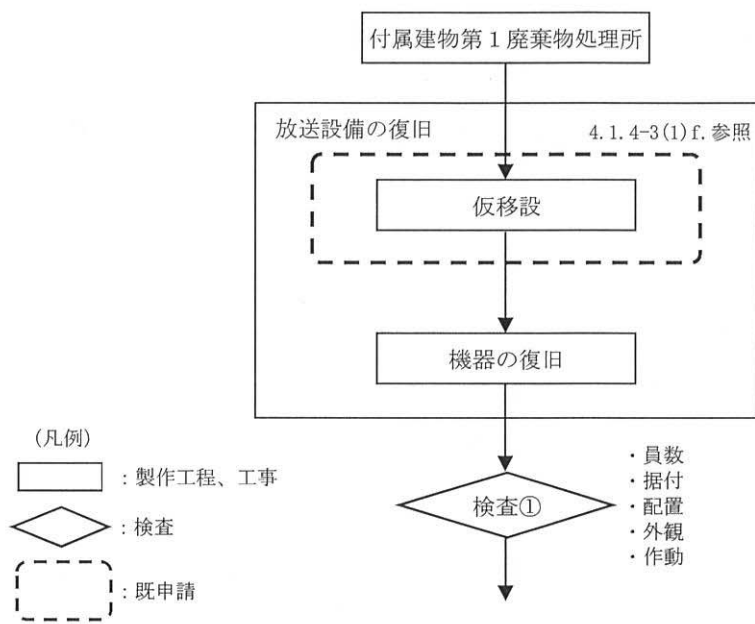 付属建物第１廃棄物処理所
放送設備の復旧
4.1.4-3(1)f.参照
仮移設
機器の復旧
検査①
・員数
・据付
・配置
・外観
・作動
(凡例)
：製作工程、工事
：検査
：既申請